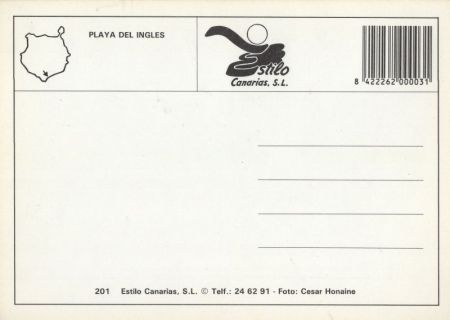 PLAYA DEL INGLES
Estilo
Canarias, S.L.
8 422262 000031
201 Estilo Canarias, S.L. © Telf.: 24 62 91 - Foto: Cesar Honaine